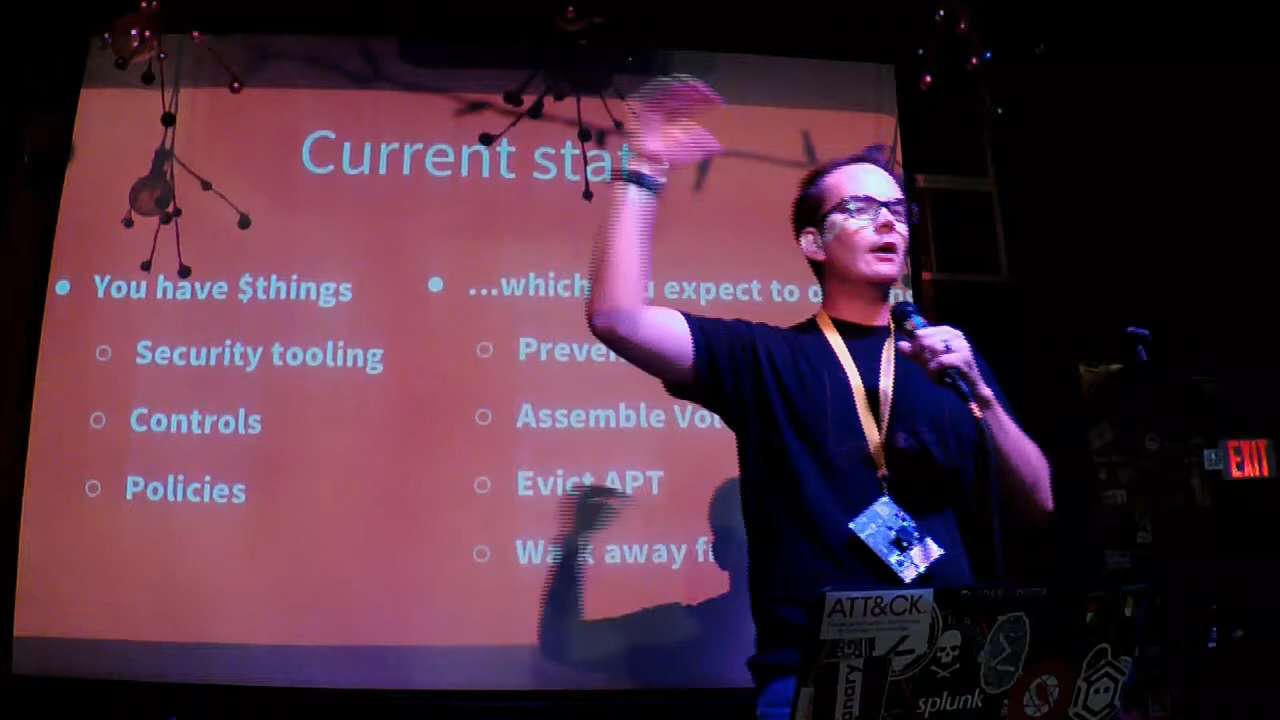 Current stat
You have $things
Security tooling
Controls
Policies
...which expect to
Assemble
Evict APT
away
EXIT
ATT&CK
splunk